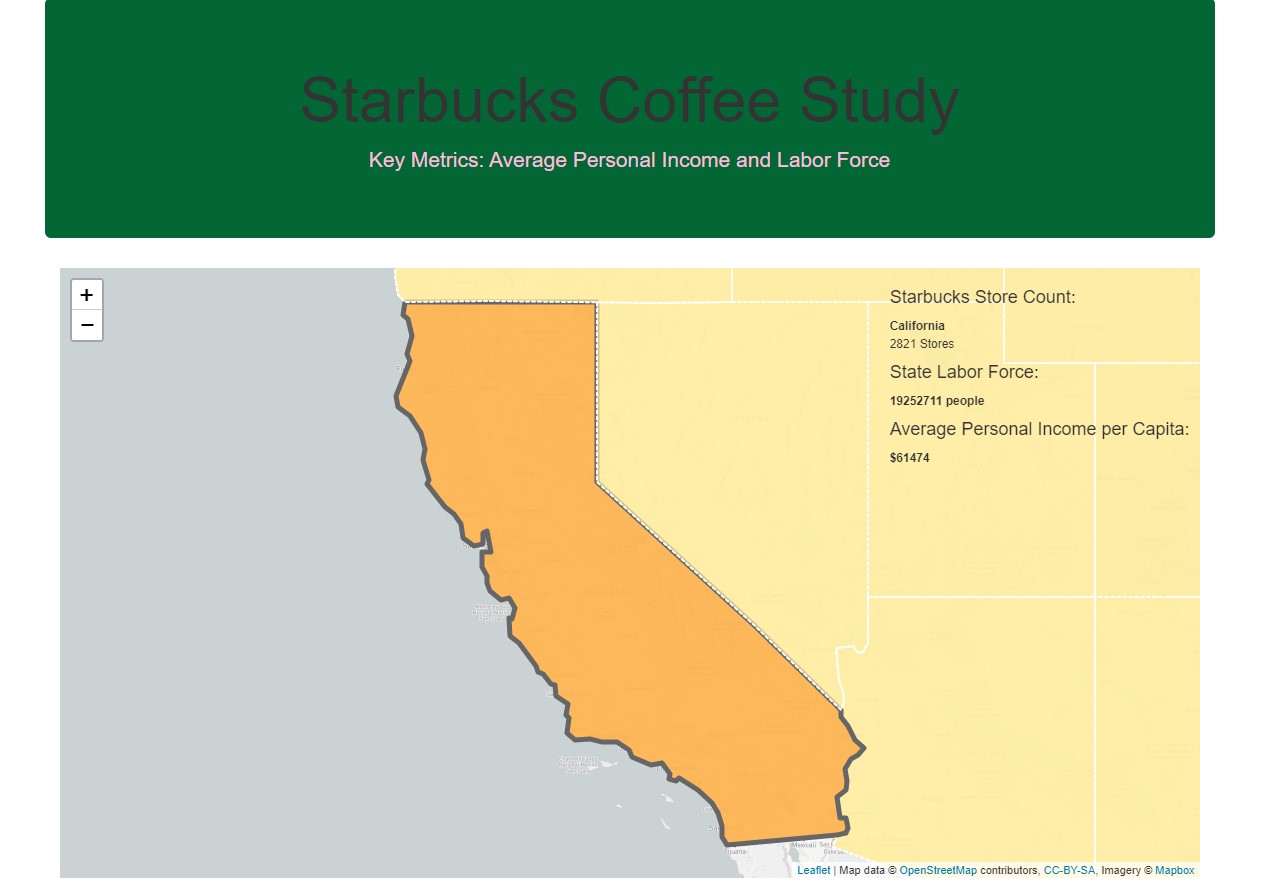 Starbucks Coffee Study
Key Metrics: Average Personal Income and Labor Force
+
−
Starbucks Store Count:
California
2821 Stores
State Labor Force:
19252711 people
Average Personal Income per Capita:
$61474
Mexicali
Leaflet | Map data © OpenStreetMap contributors, CC-BY-SA, Imagery © Mapbox